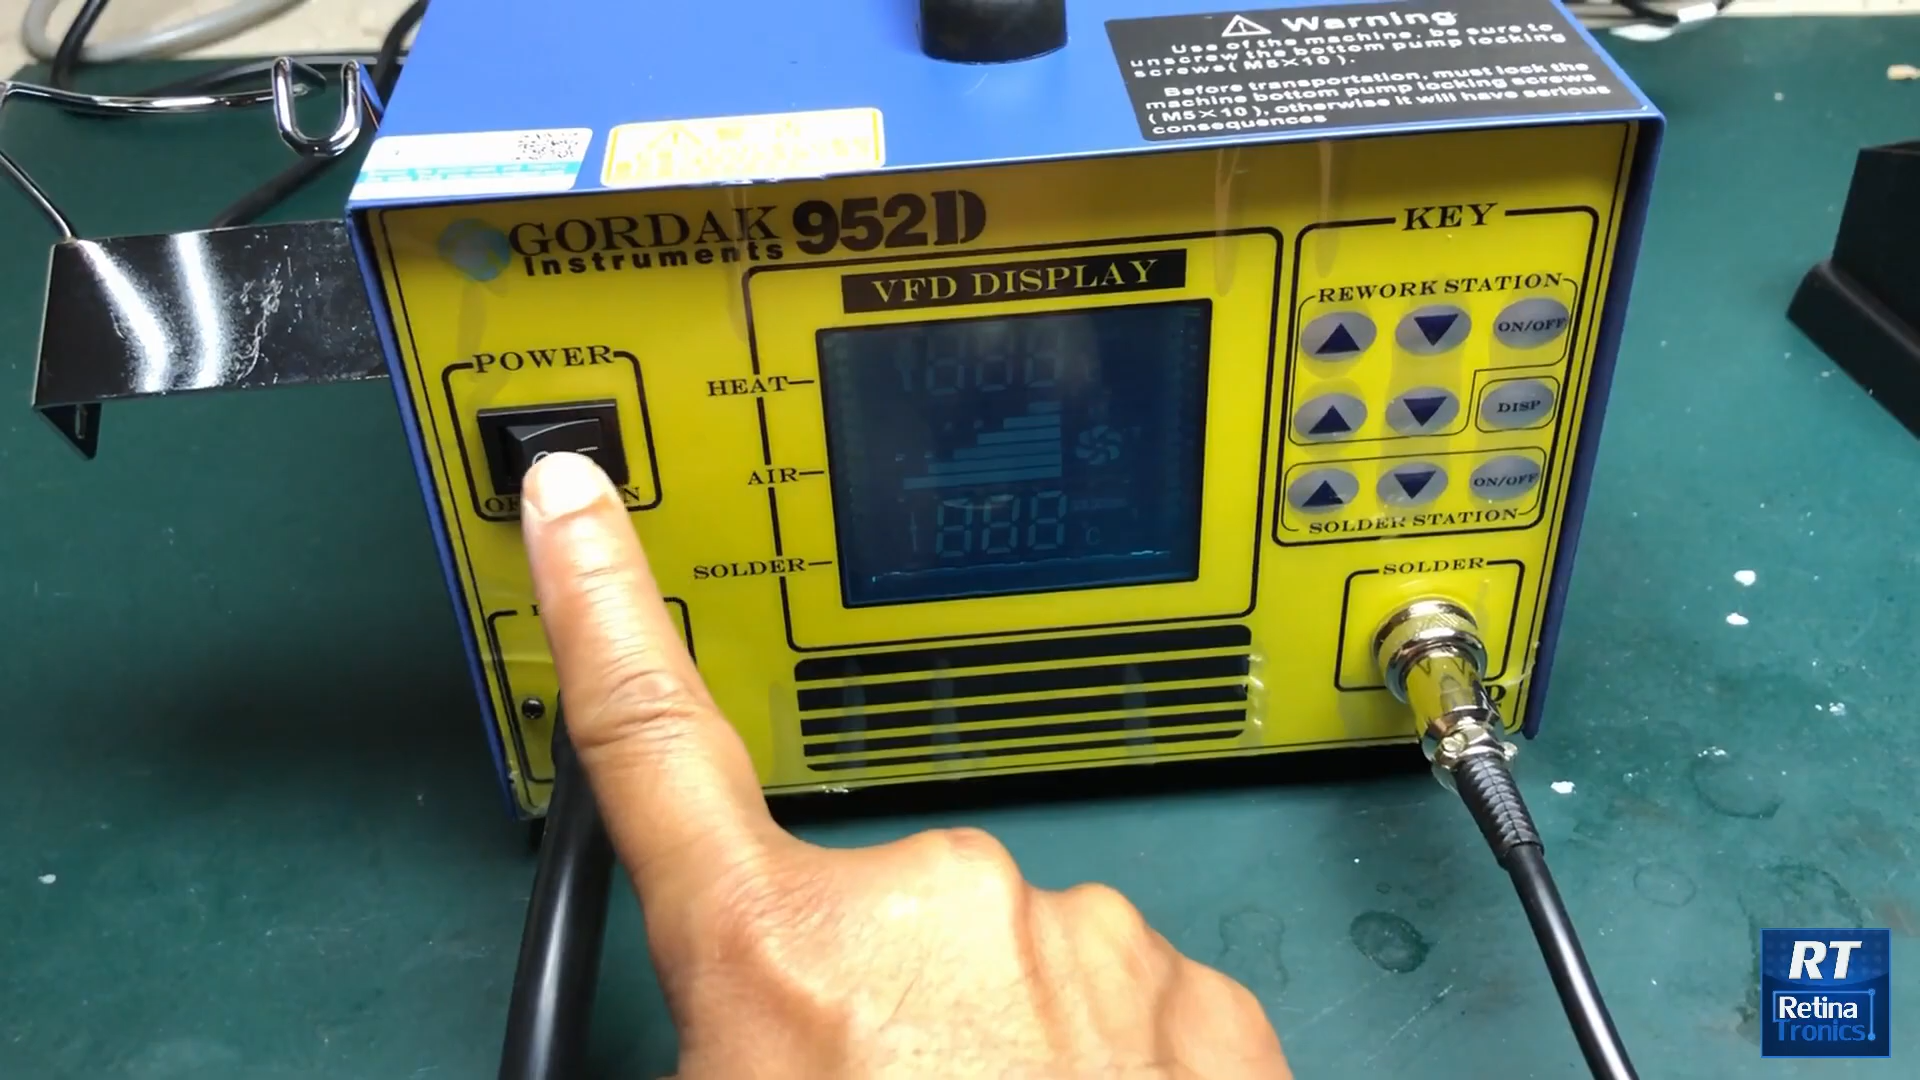 Warning
Use of the machine, be sure to
unscrew the bottom pump locking
screws(M5×10).
Before transportation, must lock the
machine bottom pump locking screws
(M5×10), otherwise it will have serious
consequences
GORDAK 952D
Instruments
VFD DISPLAY
KEY
REWORK STATION
ON/OFF
POWER
HEAT
DISP
AIR
ON/OFF
SOLDER STATION
SOLDER
SOLDER
RT
Retina
Tronics